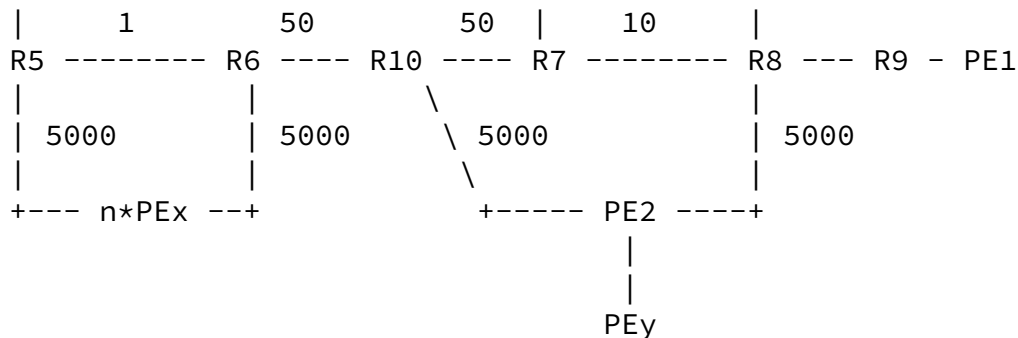 |      1         50         50  |     10      |
R5 -------- R6 ---- R10 ---- R7 -------- R8 --- R9 - PE1
|              |           \                |
| 5000         | 5000       \  5000         | 5000
|              |             \              |
+--- n*PEx --+             +----- PE2 ----+
|
|
PEy